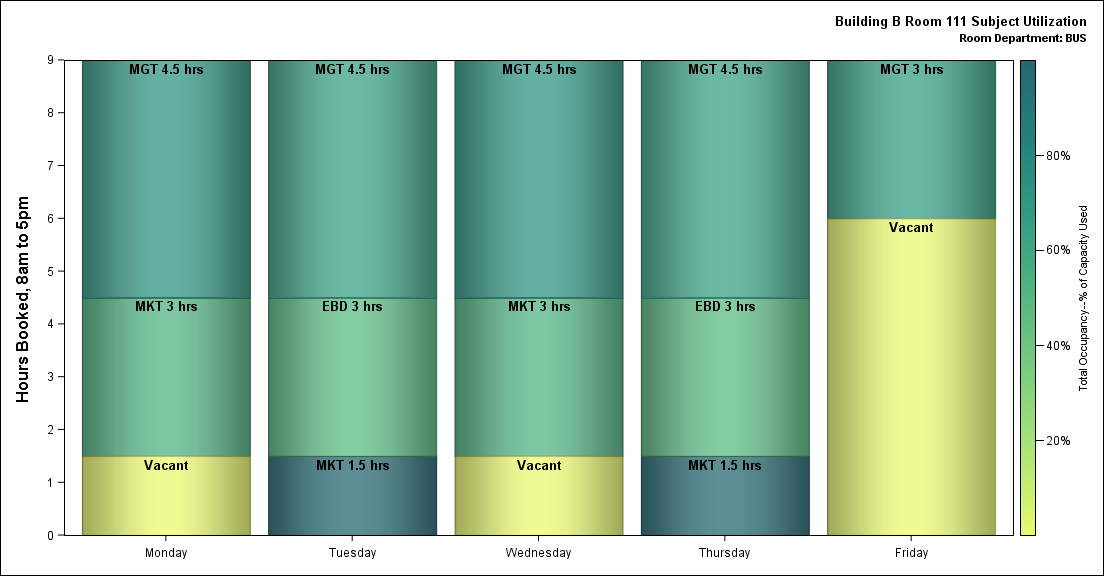 Building B Room 111 Subject Utilization
Room Department: BUS
Hours Booked, 8am to 5pm
9
8
7
6
5
4
3
2
1
0
MGT 4.5 hrs
MKT 3 hrs
Vacant
MGT 4.5 hrs
EBD 3 hrs
MKT 1.5 hrs
MGT 4.5 hrs
MKT 3 hrs
Vacant
MGT 4.5 hrs
EBD 3 hrs
MKT 1.5 hrs
MGT 3 hrs
Vacant
Monday
Tuesday
Wednesday
Thursday
Friday
80%
60%
40%
20%
Total Occupancy--% of Capacity Used